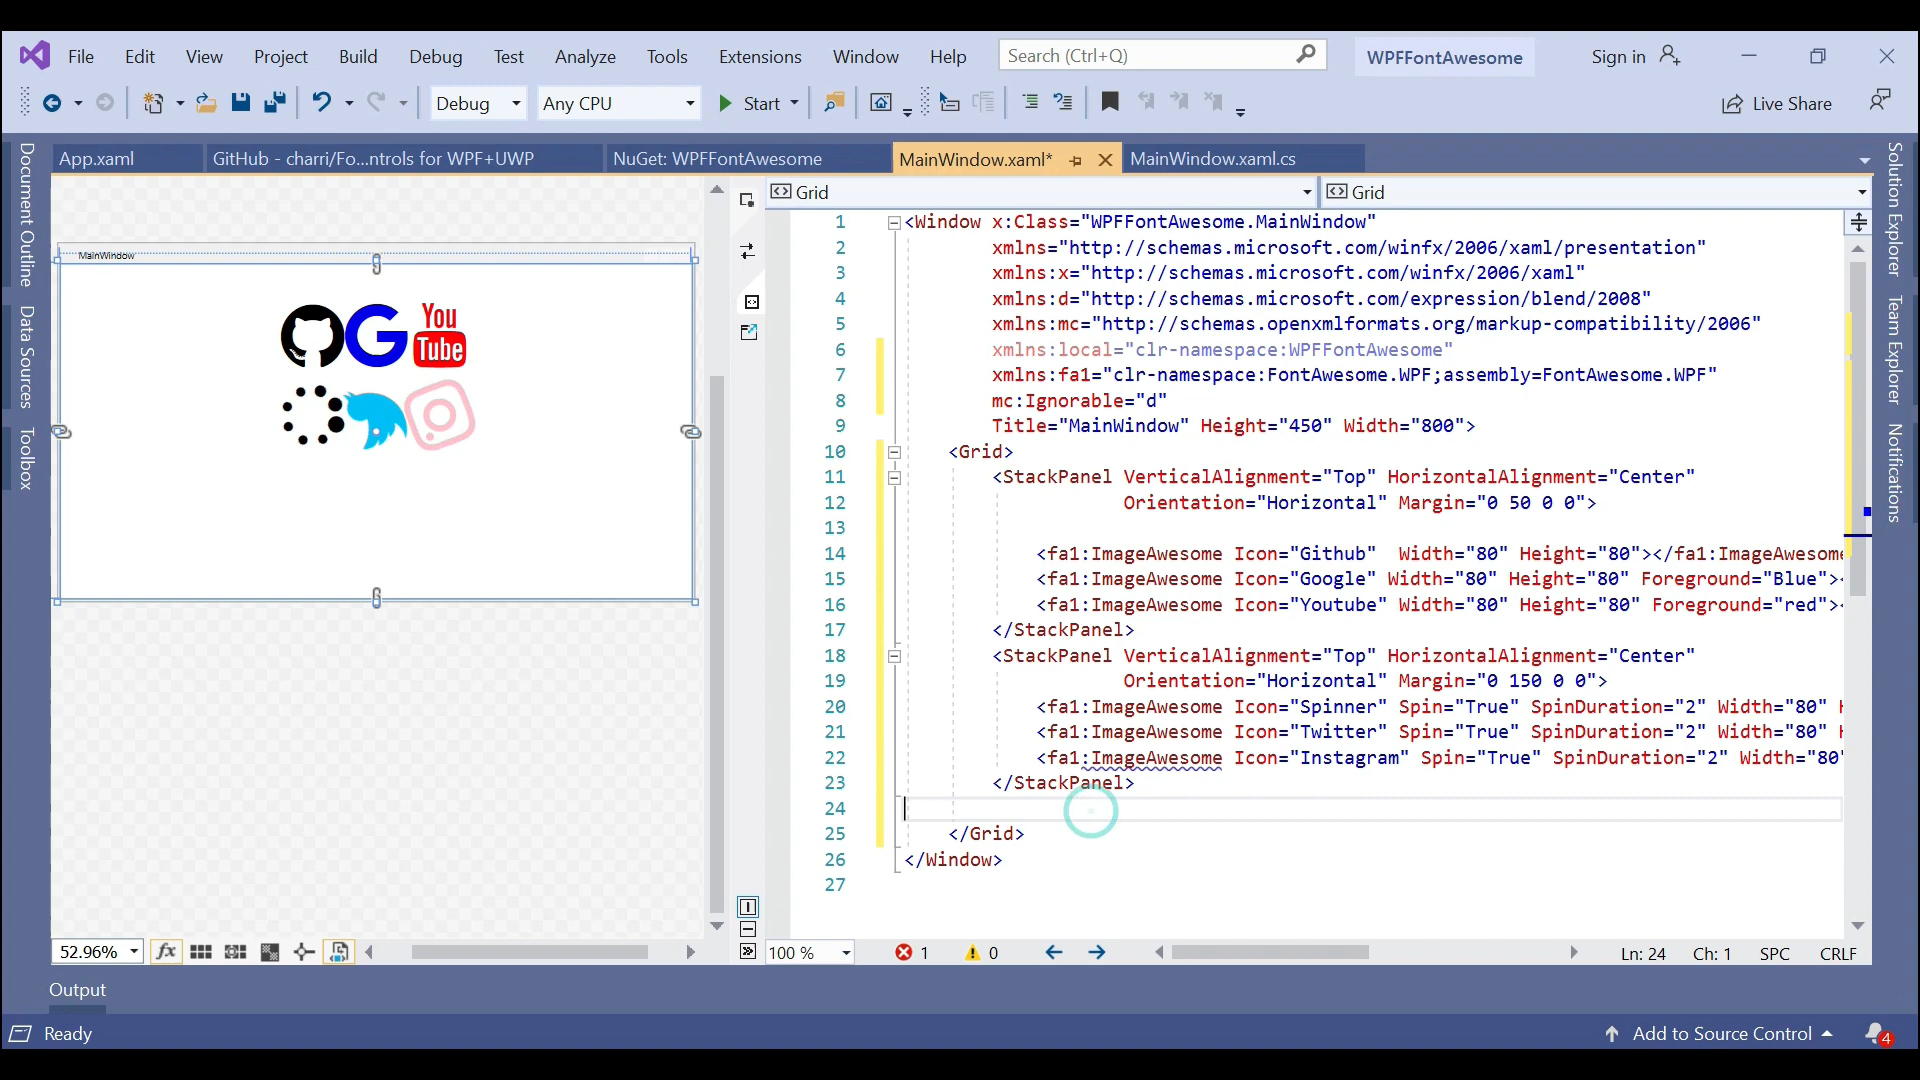 File Edit View Project Build Debug Test Analyze Tools Extensions Window Help Search (Ctrl+Q) WPFFontAwesome Sign in
Debug Any CPU Start Live Share
App.xaml GitHub - charri/Fo...ntrols for WPF+UWP NuGet: WPFFontAwesome MainWindow.xaml* MainWindow.xaml.cs
Document Outline
Data Sources
Toolbox
Solution Explorer
Team Explorer
Notifications
MainWindow
You
Tube
Grid Grid
1 <Window x:Class="WPFFontAwesome.MainWindow"
2 xmlns="http://schemas.microsoft.com/winfx/2006/xaml/presentation"
3 xmlns:x="http://schemas.microsoft.com/winfx/2006/xaml"
4 xmlns:d="http://schemas.microsoft.com/expression/blend/2008"
5 xmlns:mc="http://schemas.openxmlformats.org/markup-compatibility/2006"
6 xmlns:local="clr-namespace:WPFFontAwesome"
7 xmlns:fa1="clr-namespace:FontAwesome.WPF;assembly=FontAwesome.WPF"
8 mc:Ignorable="d"
9 Title="MainWindow" Height="450" Width="800">
10 <Grid>
11 <StackPanel VerticalAlignment="Top" HorizontalAlignment="Center"
12 Orientation="Horizontal" Margin="0 50 0 0">
13
14 <fa1:ImageAwesome Icon="Github" Width="80" Height="80"></fa1:ImageAwesome
15 <fa1:ImageAwesome Icon="Google" Width="80" Height="80" Foreground="Blue"><
16 <fa1:ImageAwesome Icon="Youtube" Width="80" Height="80" Foreground="red"><
17 </StackPanel>
18 <StackPanel VerticalAlignment="Top" HorizontalAlignment="Center"
19 Orientation="Horizontal" Margin="0 150 0 0">
20 <fa1:ImageAwesome Icon="Spinner" Spin="True" SpinDuration="2" Width="80" H
21 <fa1:ImageAwesome Icon="Twitter" Spin="True" SpinDuration="2" Width="80" H
22 <fa1:ImageAwesome Icon="Instagram" Spin="True" SpinDuration="2" Width="80"
23 </StackPanel>
24
25 </Grid>
26 </Window>
27
52.96% fx 100 % 1 0 Ln: 24 Ch: 1 SPC CRLF
Output
Ready Add to Source Control 4